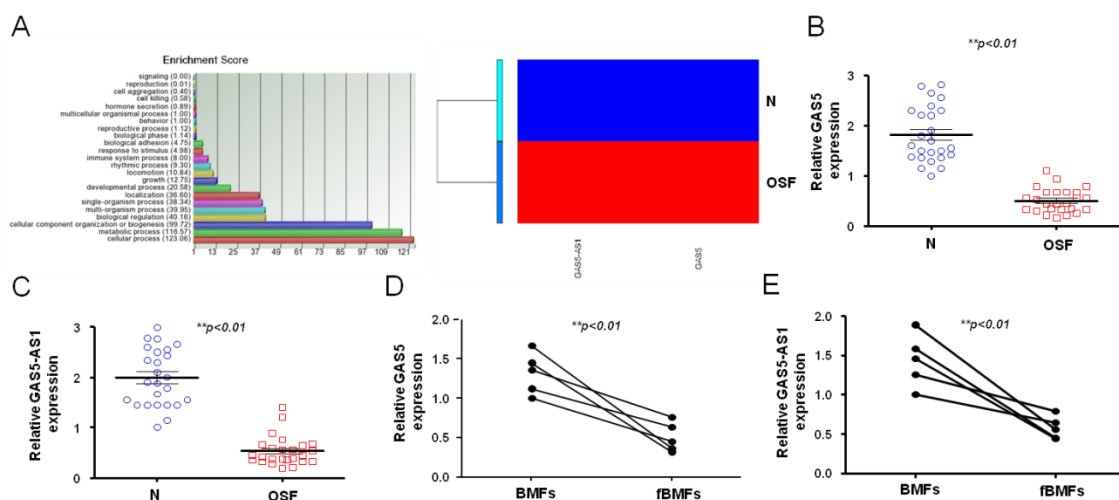 A
Enrichment Score
signaling (0.00)
reproduction (0.01)
cell aggregation (0.40)
cell killing (0.58)
hormone secretion (0.89)
multicellular organismal process (1.00)
behavior (1.00)
reproductive process (1.12)
biological phase (1.14)
biological adhesion (4.75)
response to stimulus (4.98)
immune system process (8.00)
rhythmic process (9.30)
locomotion (10.84)
growth (12.75)
developmental process (20.58)
localization (36.60)
single-organism process (38.34)
multi-organism process (39.95)
biological regulation (40.16)
cellular component organization or biogenesis (99.72)
metabolic process (116.57)
cellular process (123.06)
1 13 25 37 49 61 73 85 97 109 121
N
OSF
GAS5-AS1
GAS5
B
**p<0.01
Relative GAS5
expression
3
2
1
0
N OSF
C
**p<0.01
Relative GAS5-AS1
expression
3
2
1
0
N OSF
D
**p<0.01
Relative GAS5
expression
2.0
1.5
1.0
0.5
0.0
BMFs fBMFs
E
**p<0.01
Relative GAS5-AS1
expression
2.0
1.5
1.0
0.5
0.0
BMFs fBMFs